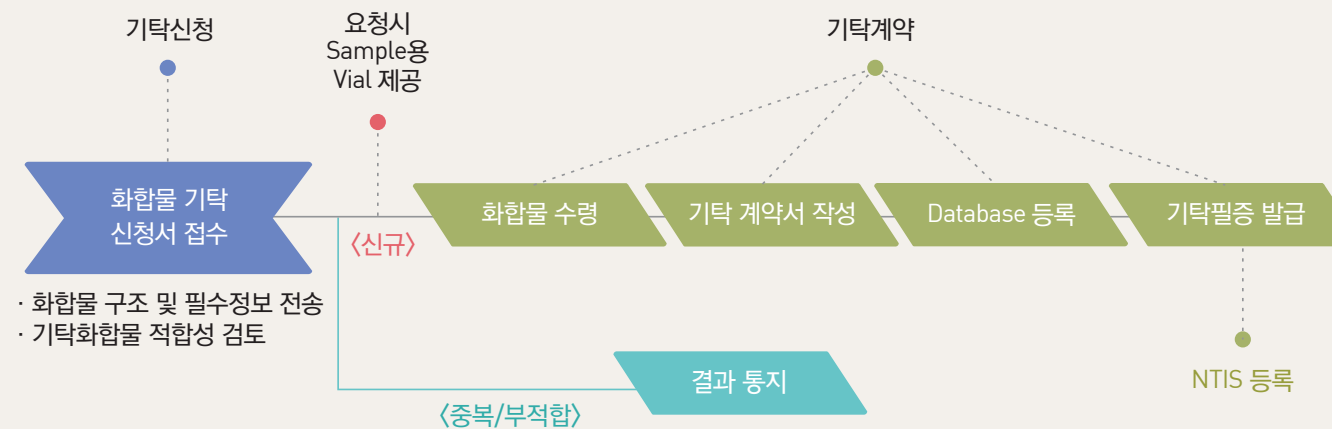 기탁신청
요청시
Sample용
Vial 제공
기탁계약
화합물 기탁
신청서 접수
〈신규〉
화합물 수령
기탁 계약서 작성
Database 등록
기탁필증 발급
· 화합물 구조 및 필수정보 전송
· 기탁화합물 적합성 검토
결과 통지
〈중복/부적합〉
NTIS 등록